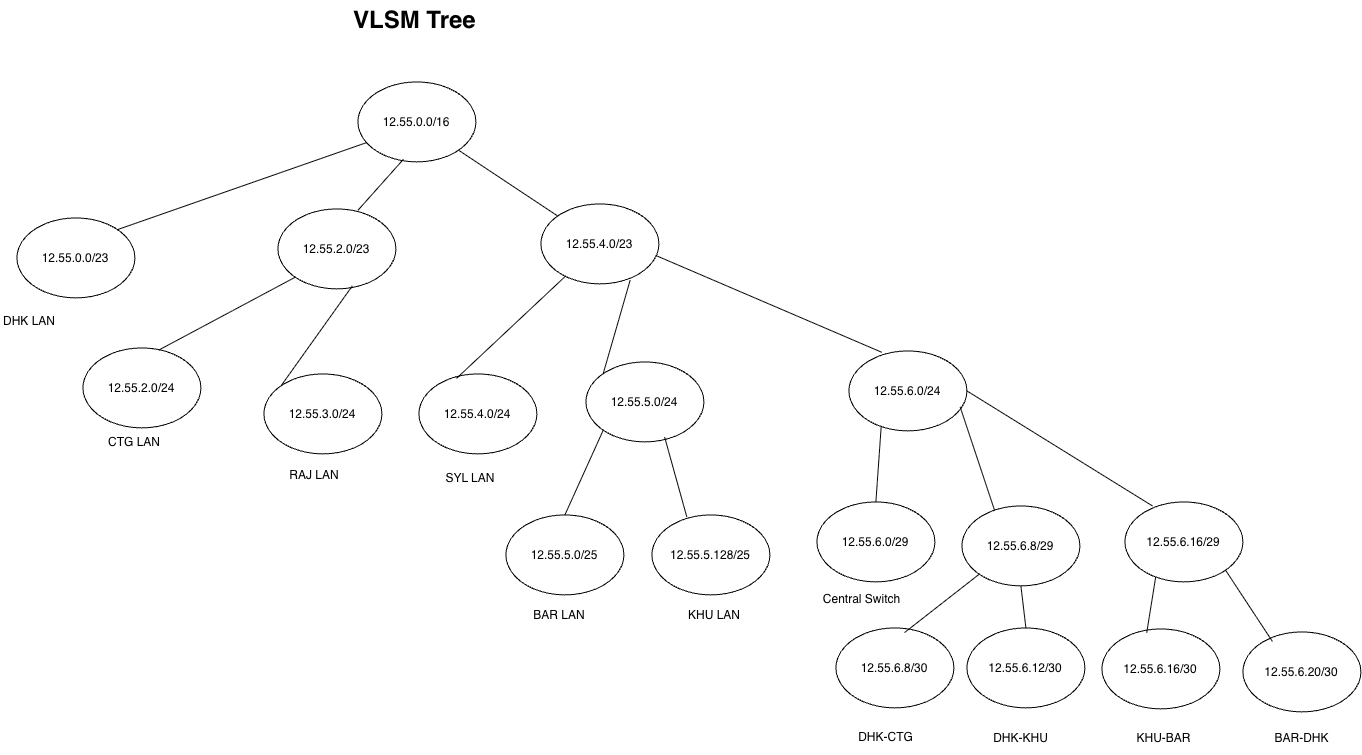 VLSM Tree
12.55.0.0/16
12.55.0.0/23
12.55.2.0/23
12.55.4.0/23
DHK LAN
12.55.2.0/24
12.55.3.0/24
12.55.4.0/24
12.55.5.0/24
12.55.6.0/24
CTG LAN
RAJ LAN
SYL LAN
12.55.5.0/25
12.55.5.128/25
12.55.6.0/29
12.55.6.8/29
12.55.6.16/29
BAR LAN
KHU LAN
Central Switch
12.55.6.8/30
12.55.6.12/30
12.55.6.16/30
12.55.6.20/30
DHK-CTG
DHK-KHU
KHU-BAR
BAR-DHK